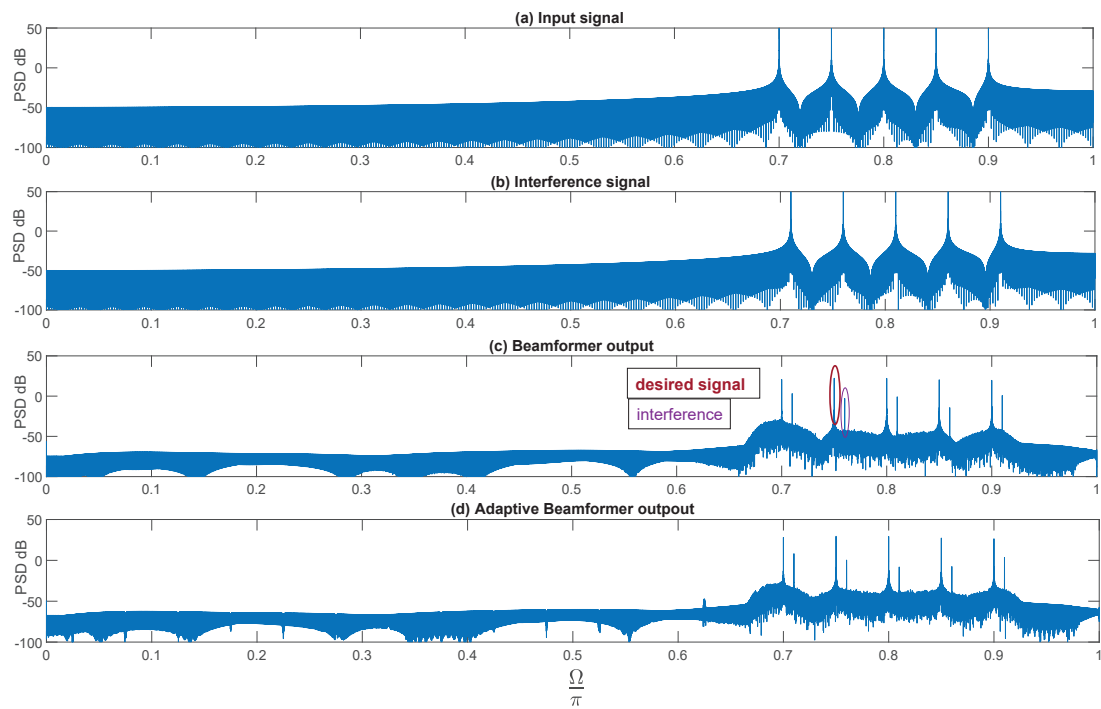 (a) Input signal
PSD dB
50
0
-50
-100
0 0.1 0.2 0.3 0.4 0.5 0.6 0.7 0.8 0.9 1
(b) Interference signal
PSD dB
50
0
-50
-100
0 0.1 0.2 0.3 0.4 0.5 0.6 0.7 0.8 0.9 1
(c) Beamformer output
PSD dB
50
0
-50
-100
desired signal
interference
0 0.1 0.2 0.3 0.4 0.5 0.6 0.7 0.8 0.9 1
(d) Adaptive Beamformer outpout
PSD dB
50
0
-50
-100
0 0.1 0.2 0.3 0.4 0.5 0.6 0.7 0.8 0.9 1
Ω
π